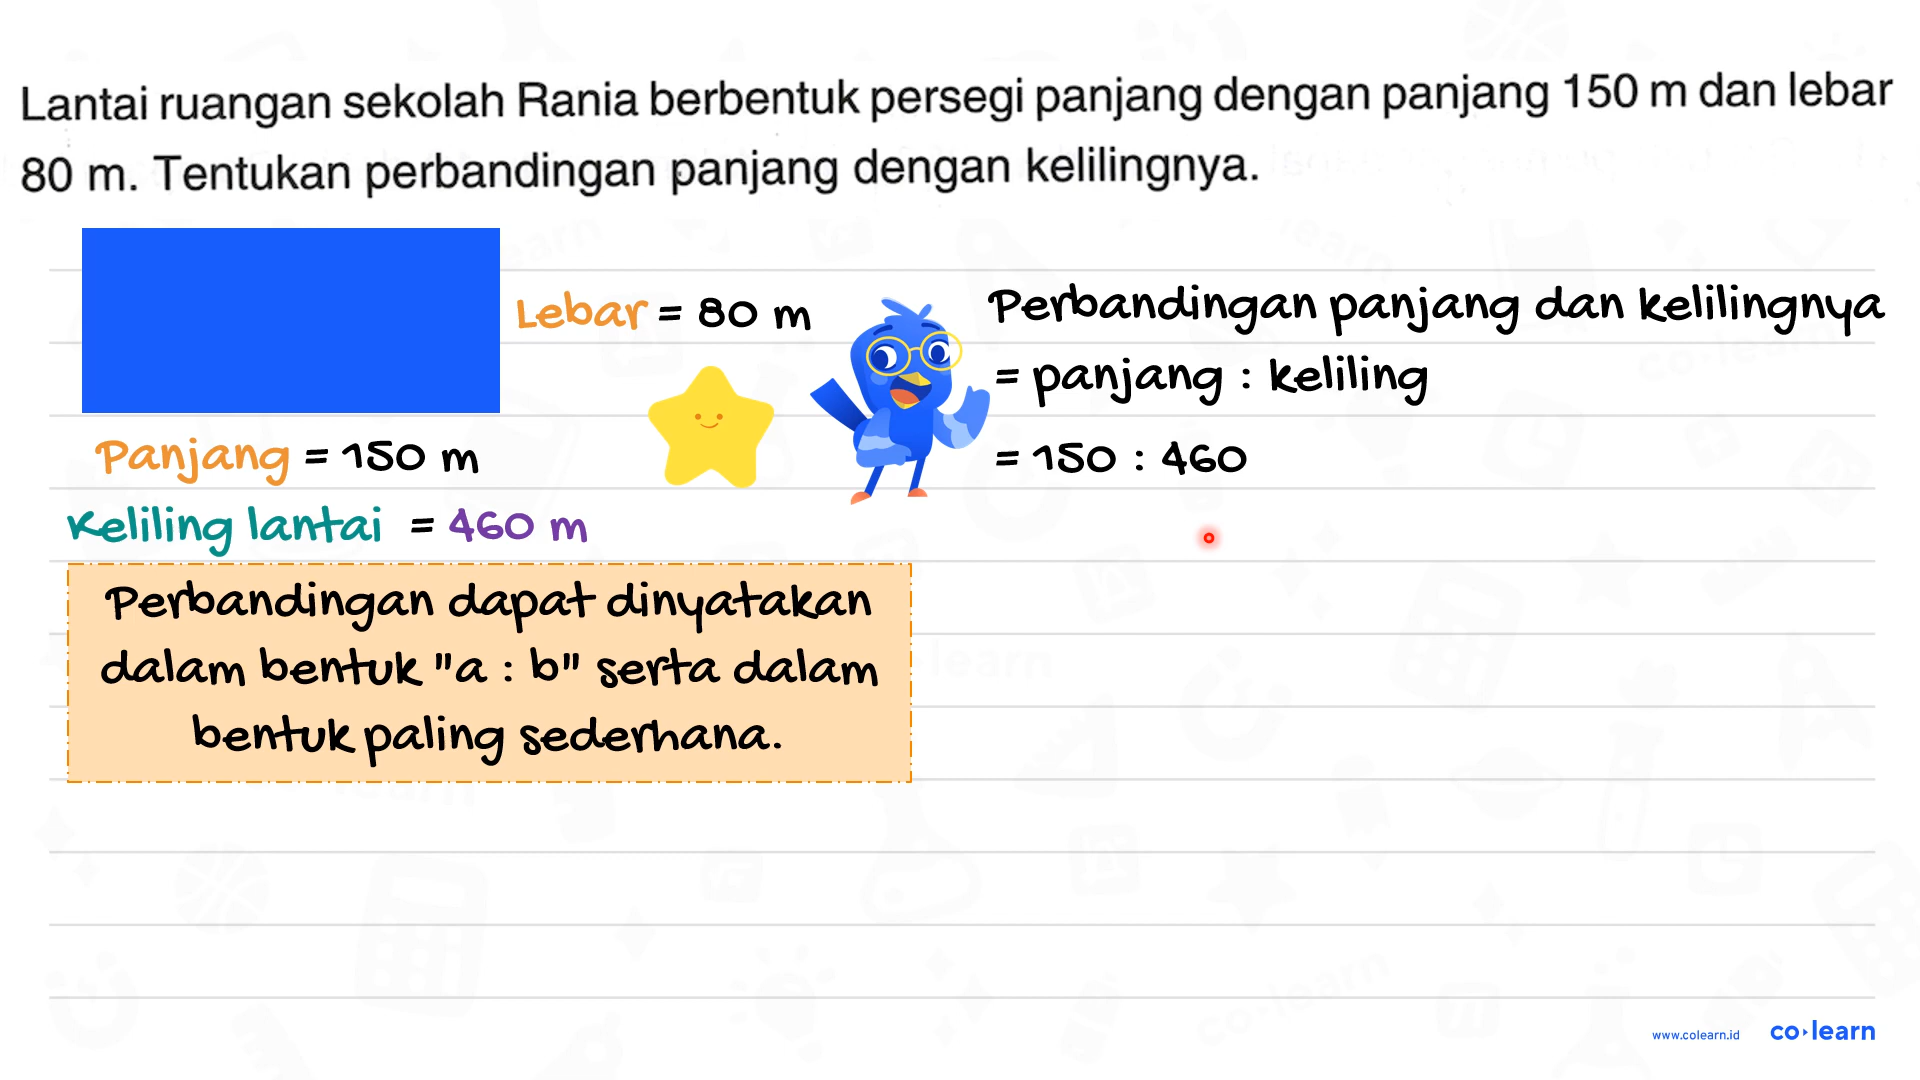 Lantai ruangan sekolah Rania berbentuk persegi panjang dengan panjang 150 m dan lebar
80 m. Tentukan perbandingan panjang dengan kelilingnya.
Lebar = 80 m
Panjang = 150 m
Keliling lantai = 460 m
Perbandingan dapat dinyatakan
dalam bentuk "a : b" serta dalam
bentuk paling sederhana.
Perbandingan panjang dan kelilingnya
= panjang : keliling
= 150 : 460
www.colearn.id
co learn